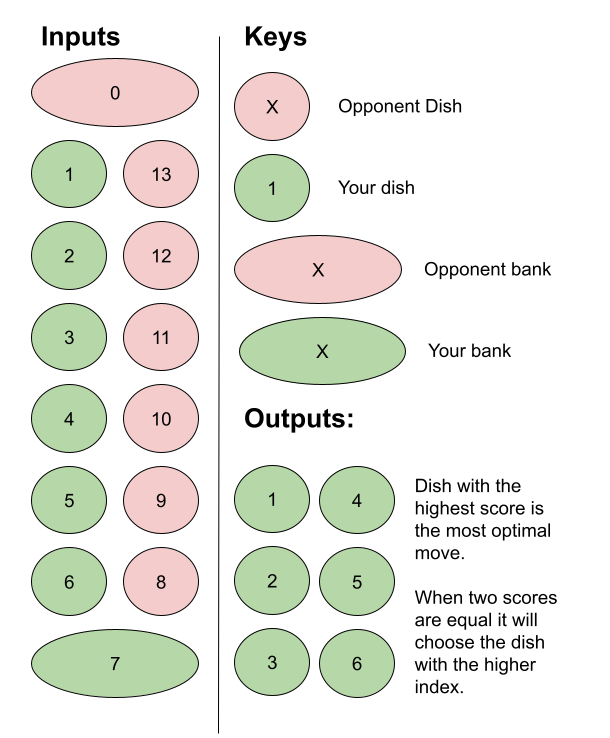 Inputs
0
1 13
2 12
3 11
4 10
5 9
6 8
7
Keys
X Opponent Dish
1 Your dish
X Opponent bank
X Your bank
Outputs:
1 4
2 5
3 6
Dish with the
highest score is
the most optimal
move.
When two scores
are equal it will
choose the dish
with the higher
index.